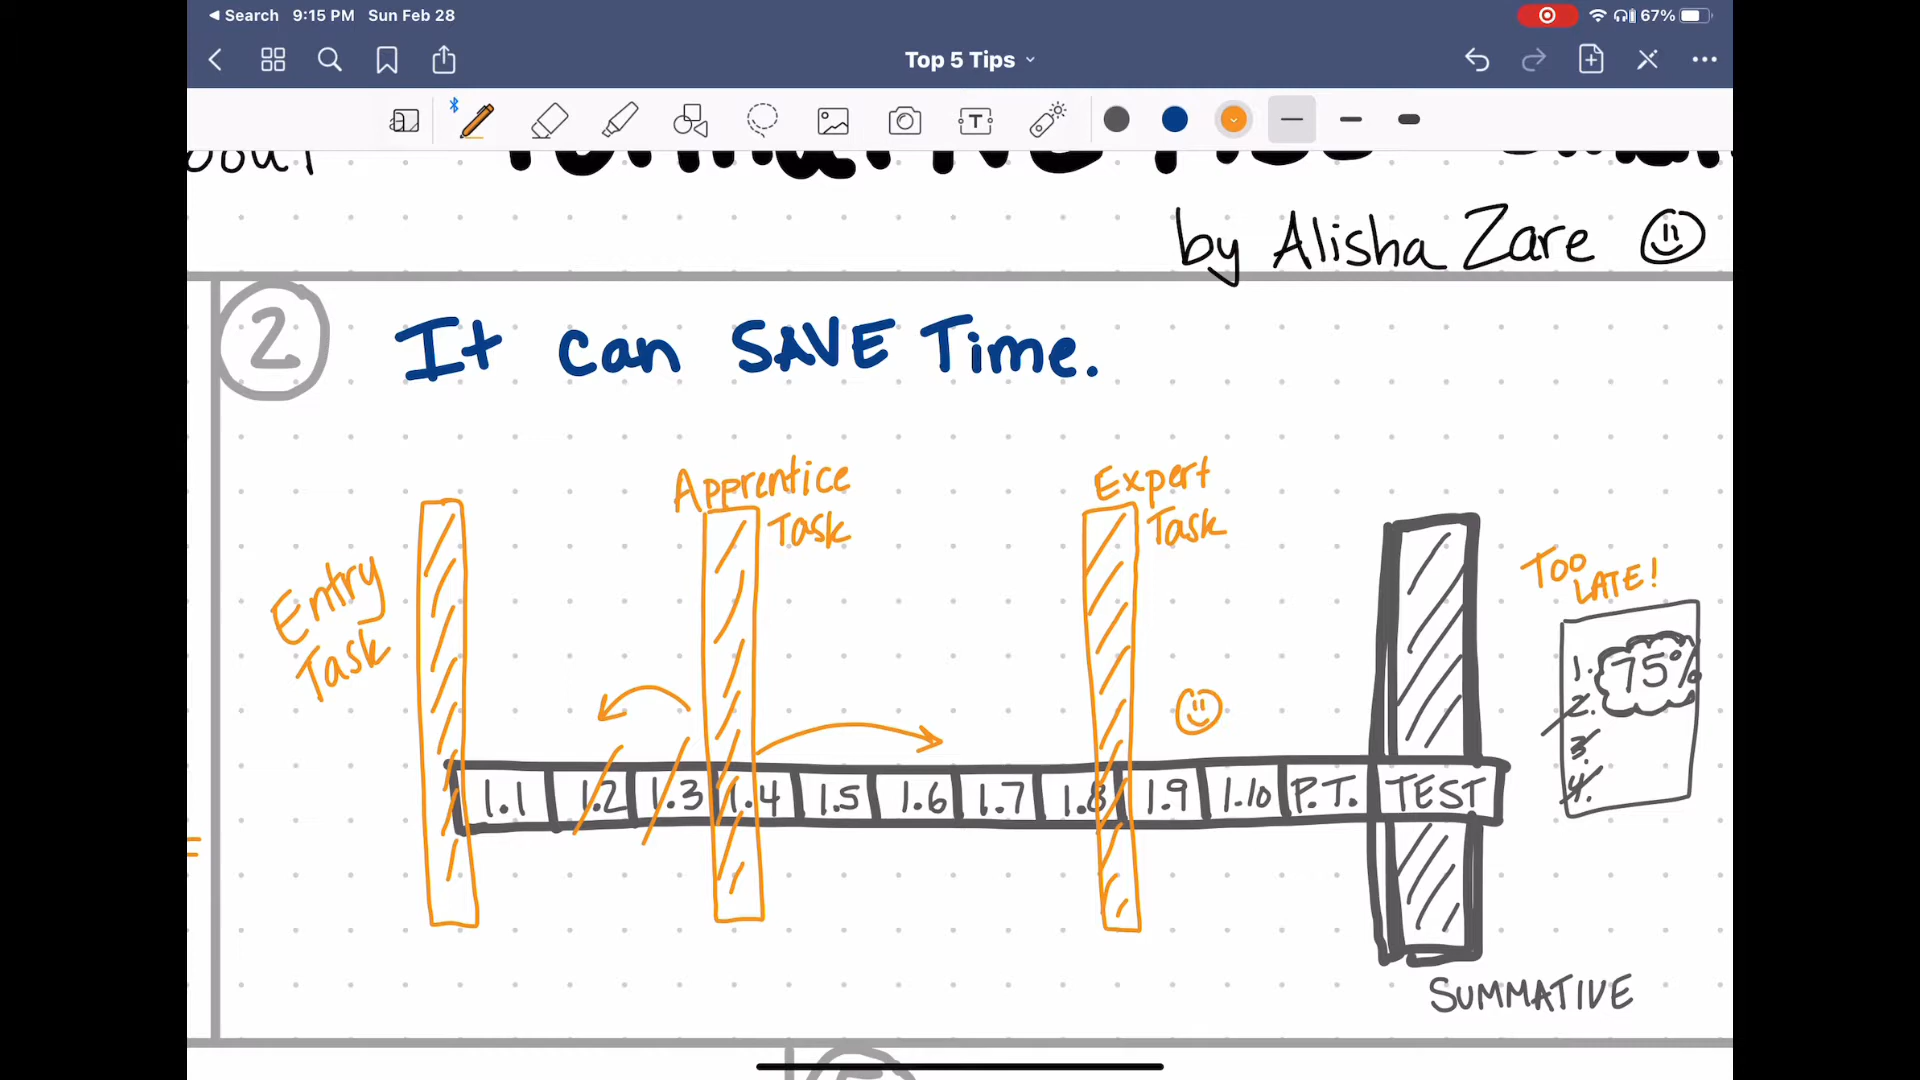 Search 9:15 PM Sun Feb 28
67%
Top 5 Tips
by Alisha Zare
2
It can SAVE Time.
Entry
Task
Apprentice
Task
Expert
Task
TOO
LATE!
1.
2.
3.
4.
75%
1.1 1.2 1.3 1.4 1.5 1.6 1.7 1.8 1.9 1.10 P.T. TEST
SUMMATIVE